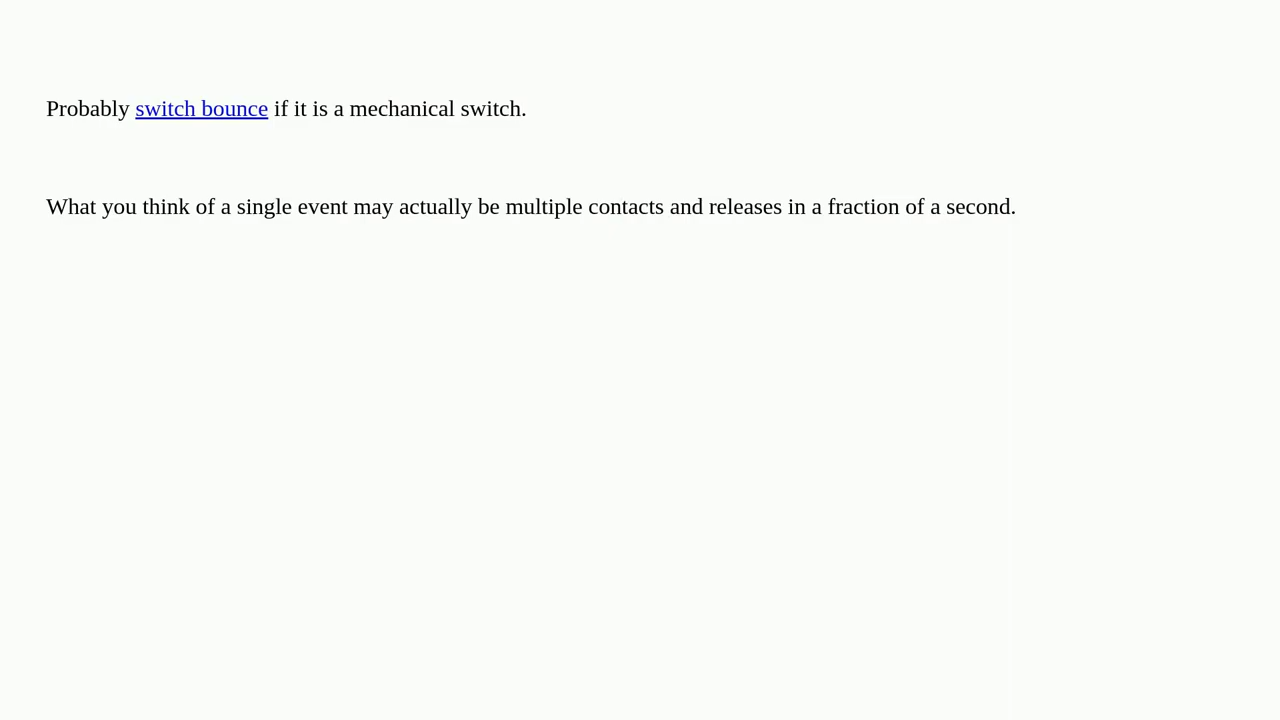 Probably switch bounce if it is a mechanical switch.
What you think of a single event may actually be multiple contacts and releases in a fraction of a second.